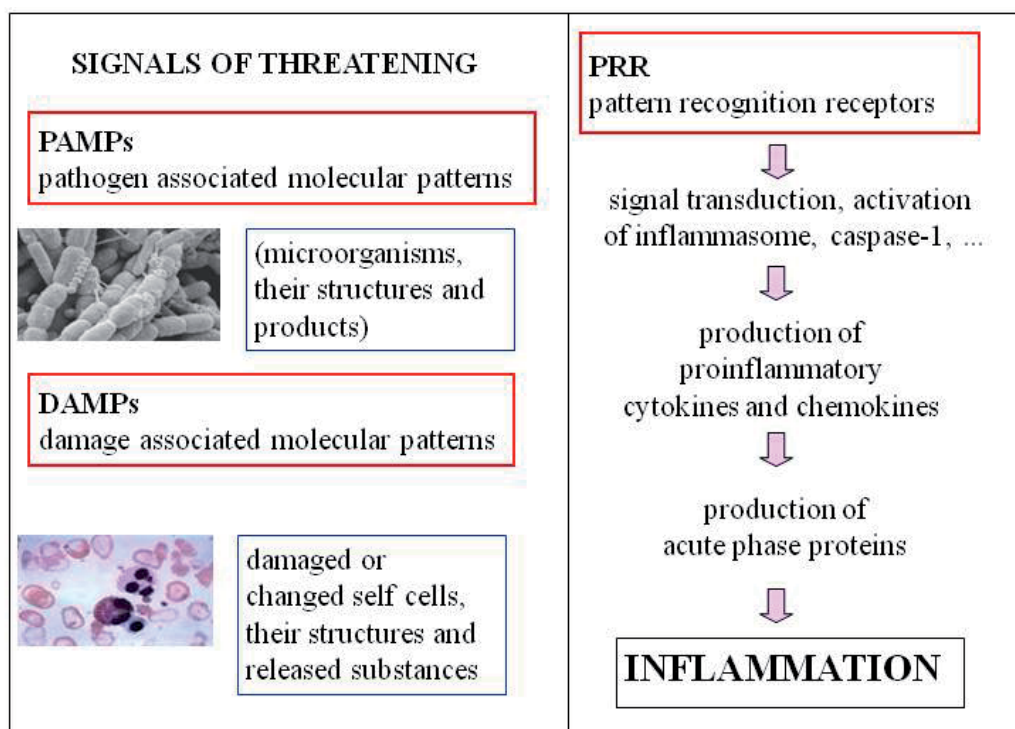 SIGNALS OF THREATENING
PAMPs
pathogen associated molecular patterns
(microorganisms,
their structures and
products)
DAMPs
damage associated molecular patterns
damaged or
changed self cells,
their structures and
released substances
PRR
pattern recognition receptors
signal transduction, activation
of inflammasome, caspase-1, ...
production of
proinflammatory
cytokines and chemokines
production of
acute phase proteins
INFLAMMATION